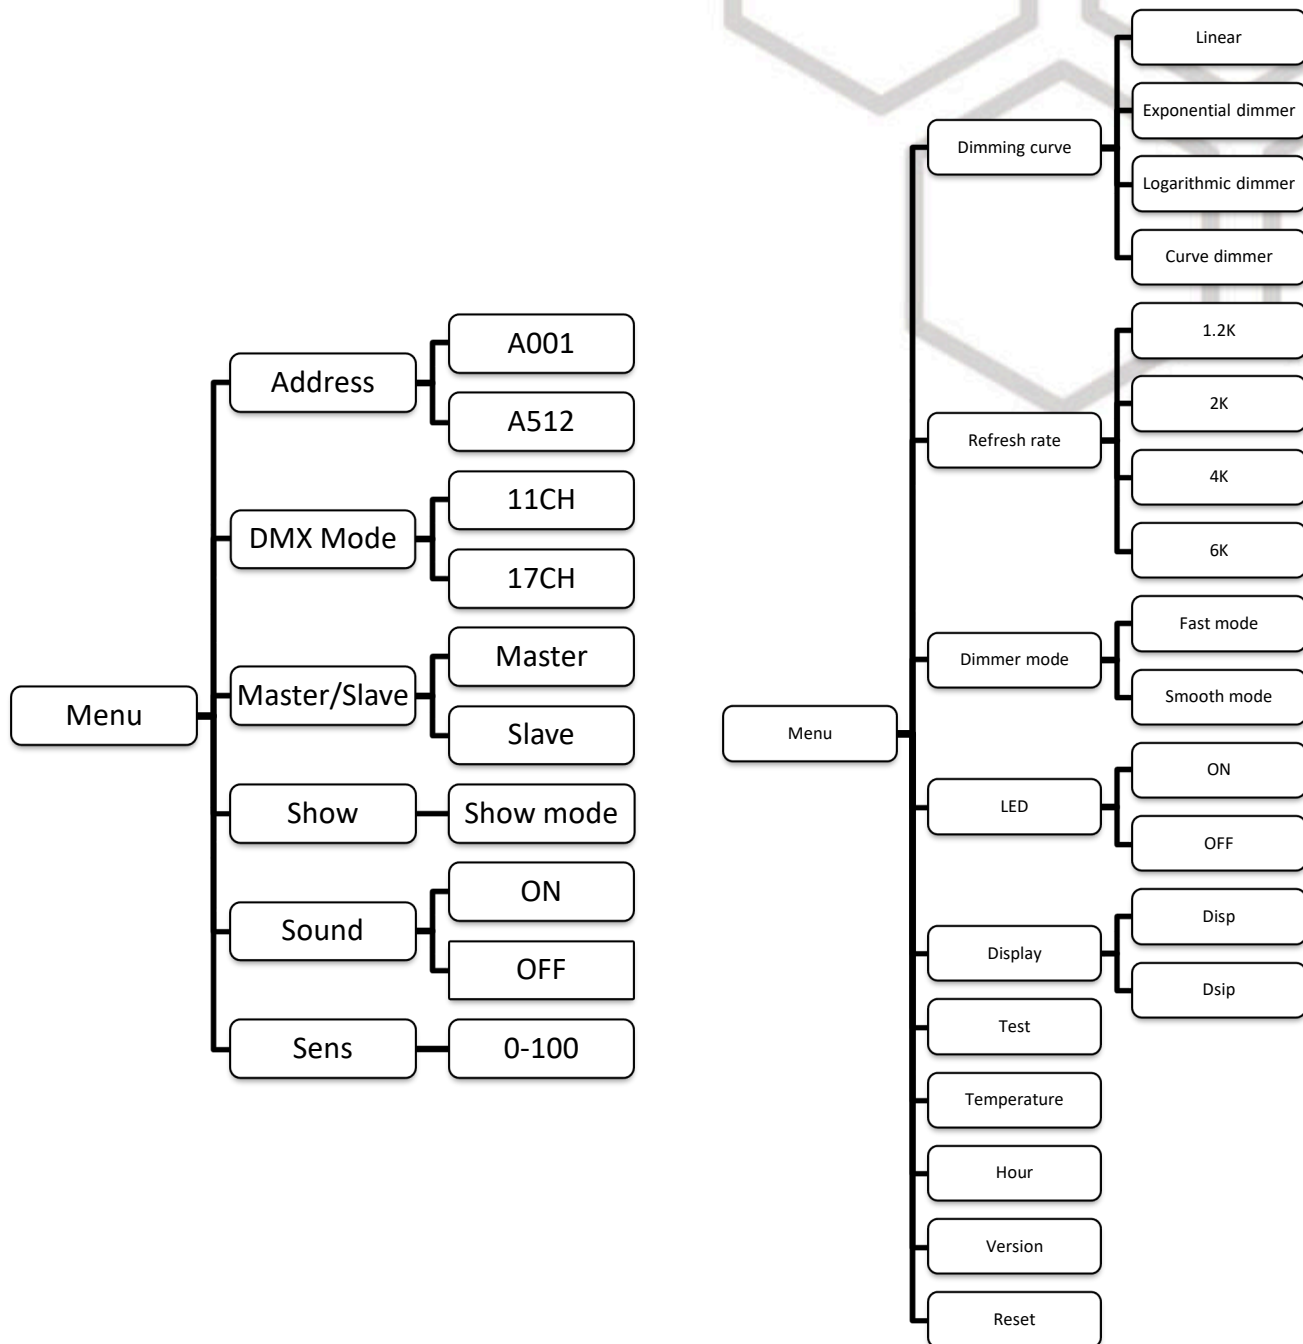 Menu
Address
A001
A512
DMX Mode
11CH
17CH
Master/Slave
Master
Slave
Show
Show mode
Sound
ON
OFF
Sens
0-100
Menu
Dimming curve
Linear
Exponential dimmer
Logarithmic dimmer
Curve dimmer
Refresh rate
1.2K
2K
4K
6K
Dimmer mode
Fast mode
Smooth mode
LED
ON
OFF
Display
Disp
Dsip
Test
Temperature
Hour
Version
Reset